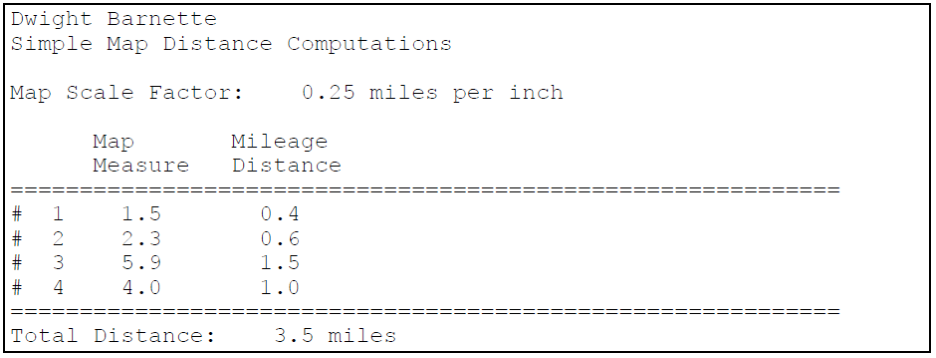 Dwight Barnette
Simple Map Distance Computations
Map Scale Factor:    0.25 miles per inch
      Map       Mileage
      Measure   Distance
============================================================
#  1    1.5       0.4
#  2    2.3       0.6
#  3    5.9       1.5
#  4    4.0       1.0
============================================================
Total Distance:    3.5 miles